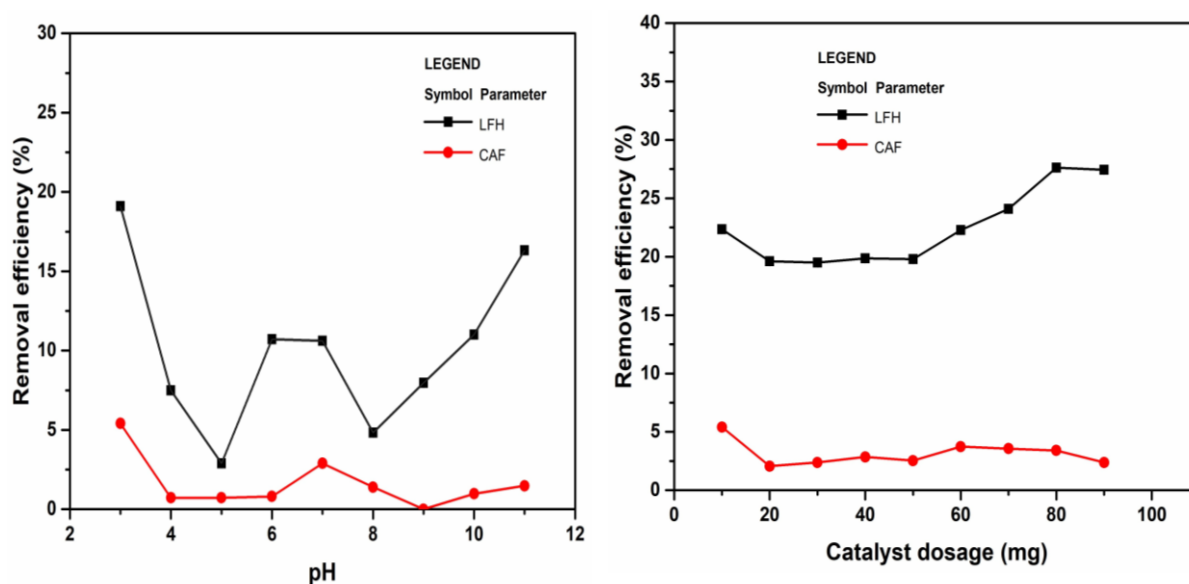 30
25
20
15
10
5
0
Removal efficiency (%)
LEGEND
Symbol Parameter
LFH
CAF
2 4 6 8 10 12
pH
40
35
30
25
20
15
10
5
0
Removal efficiency (%)
LEGEND
Symbol Parameter
LFH
CAF
0 20 40 60 80 100
Catalyst dosage (mg)